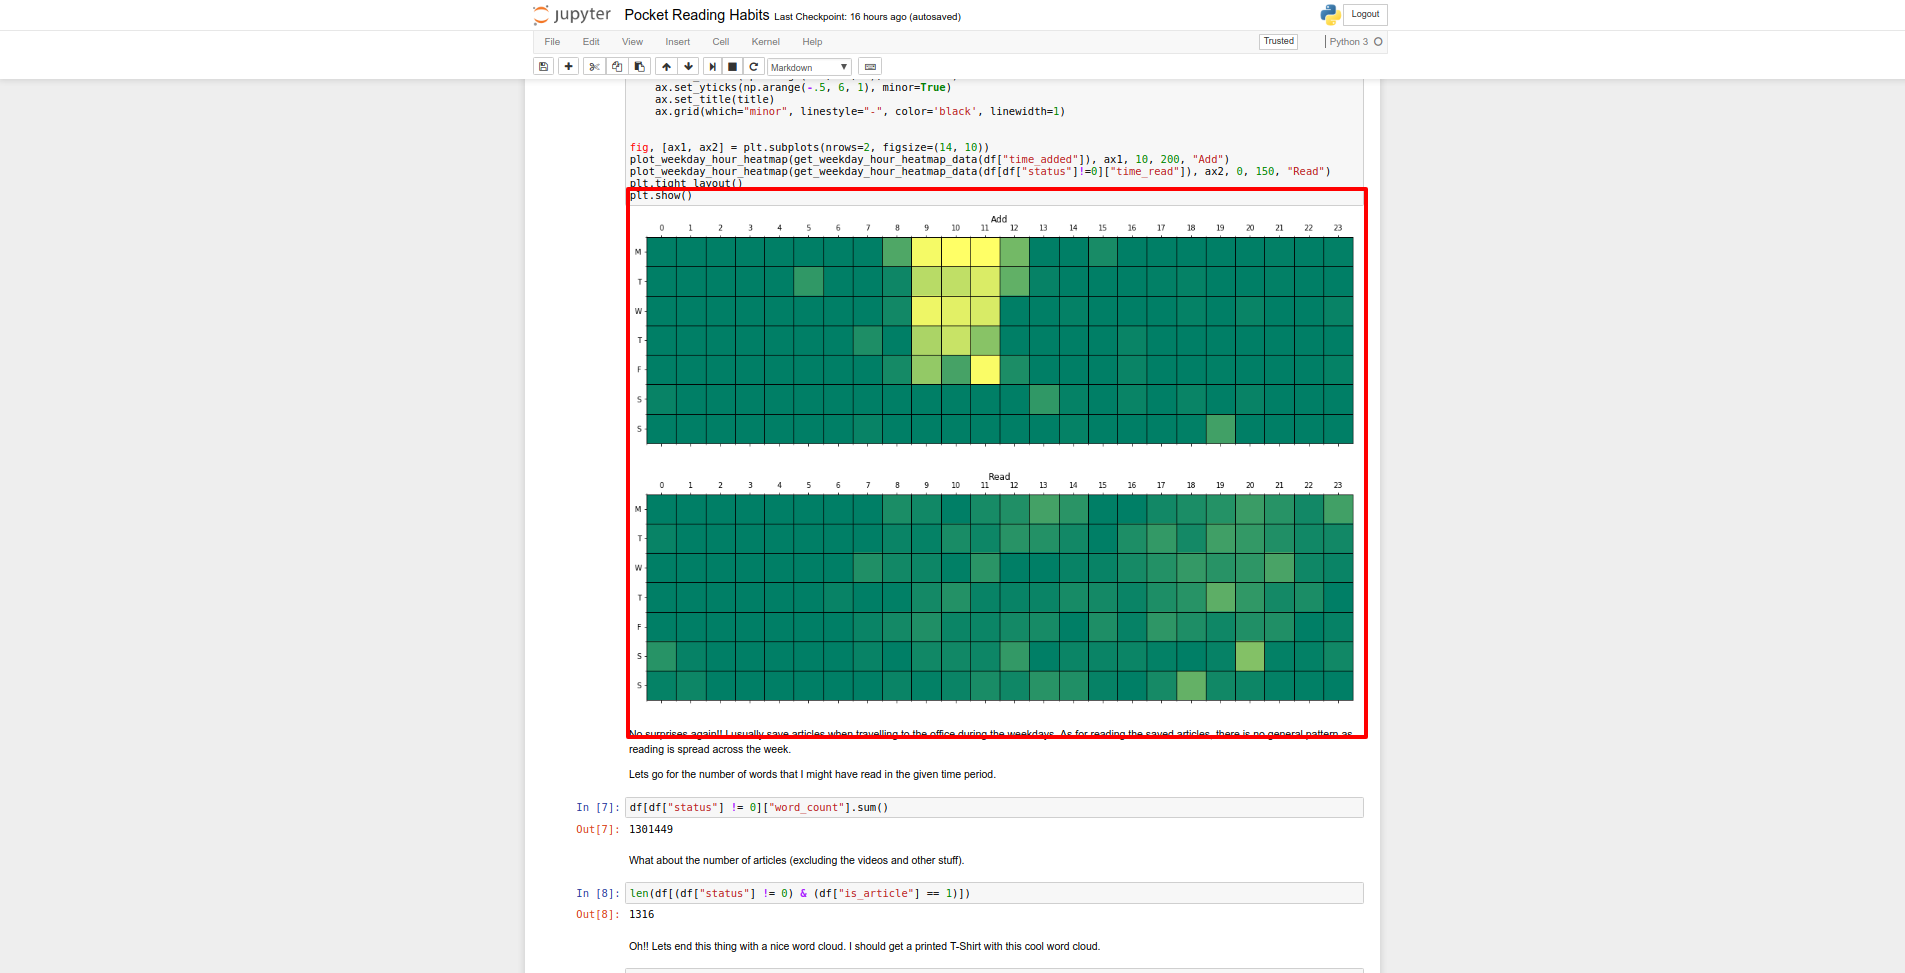 jupyter Pocket Reading Habits Last Checkpoint: 16 hours ago (autosaved) Logout
File Edit View Insert Cell Kernel Help Trusted Python 3
Markdown
ax.set_yticks(np.arange(-.5, 6, 1), minor=True)
ax.set_title(title)
ax.grid(which="minor", linestyle="-", color='black', linewidth=1)
fig, [ax1, ax2] = plt.subplots(nrows=2, figsize=(14, 10))
plot_weekday_hour_heatmap(get_weekday_hour_heatmap_data(df["time_added"]), ax1, 10, 200, "Add")
plot_weekday_hour_heatmap(get_weekday_hour_heatmap_data(df[df["status"]!=0]["time_read"]), ax2, 0, 150, "Read")
plt.tight_layout()
plt.show()
Add
0 1 2 3 4 5 6 7 8 9 10 11 12 13 14 15 16 17 18 19 20 21 22 23
M
T
W
T
F
S
S
Read
0 1 2 3 4 5 6 7 8 9 10 11 12 13 14 15 16 17 18 19 20 21 22 23
M
T
W
T
F
S
S
No surprises again!! I usually save articles when travelling to the office during the weekdays. As for reading the saved articles, there is no general pattern as
reading is spread across the week.
Lets go for the number of words that I might have read in the given time period.
In [7]: df[df["status"] != 0]["word_count"].sum()
Out[7]: 1301449
What about the number of articles (excluding the videos and other stuff).
In [8]: len(df[(df["status"] != 0) & (df["is_article"] == 1)])
Out[8]: 1316
Oh!! Lets end this thing with a nice word cloud. I should get a printed T-Shirt with this cool word cloud.